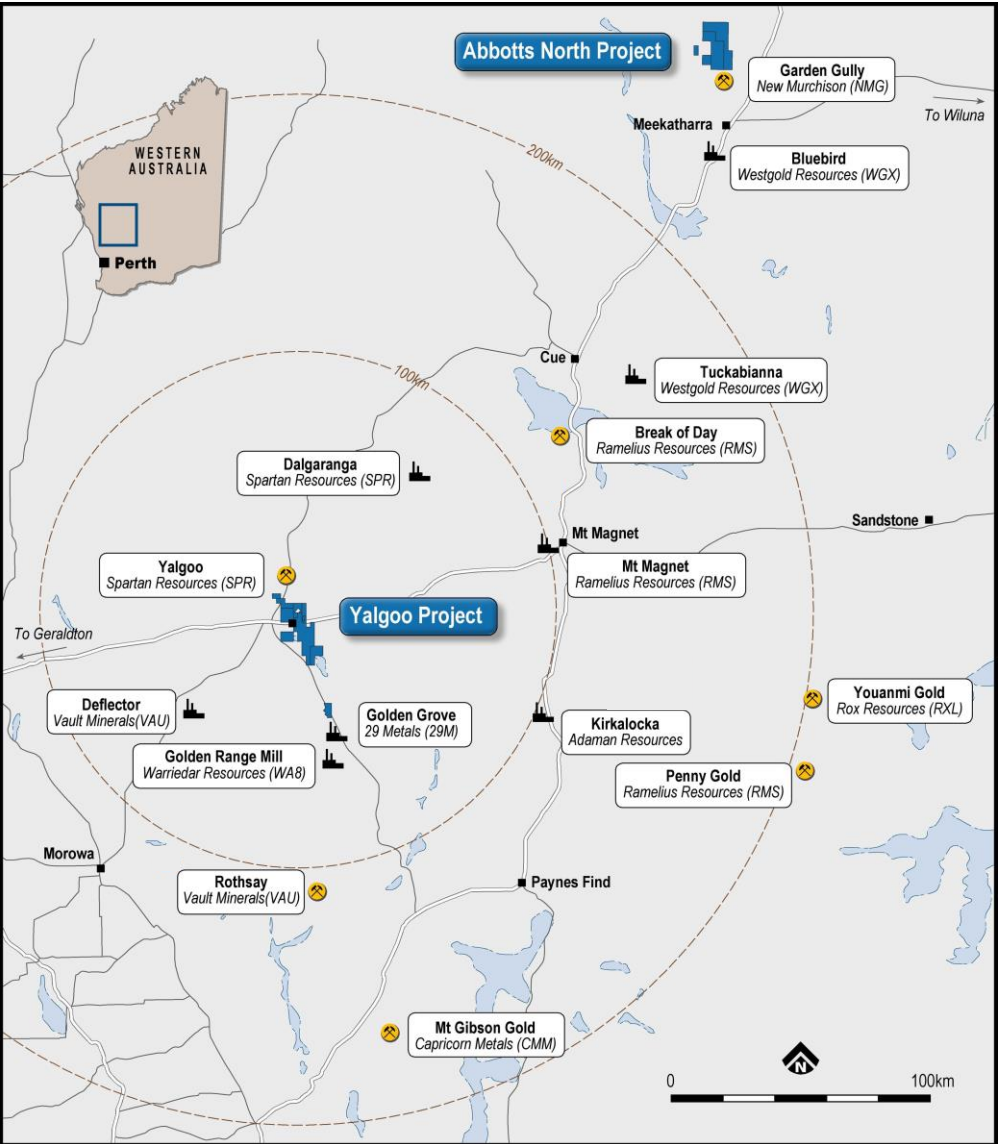 Abbotts North Project
Garden Gully
New Murchison (NMG)
To Wiluna
Meekatharra
WESTERN
AUSTRALIA
200km
Bluebird
Westgold Resources (WGX)
Perth
Cue
100km
Tuckabianna
Westgold Resources (WGX)
Break of Day
Ramelius Resources (RMS)
Dalgaranga
Spartan Resources (SPR)
Sandstone
Mt Magnet
Yalgoo
Spartan Resources (SPR)
Mt Magnet
Ramelius Resources (RMS)
Yalgoo Project
To Geraldton
Deflector
Vault Minerals(VAU)
Golden Grove
29 Metals (29M)
Kirkalocka
Adaman Resources
Youanmi Gold
Rox Resources (RXL)
Golden Range Mill
Warriedar Resources (WA8)
Penny Gold
Ramelius Resources (RMS)
Morowa
Rothsay
Vault Minerals(VAU)
Paynes Find
Mt Gibson Gold
Capricorn Metals (CMM)
N
0 100km